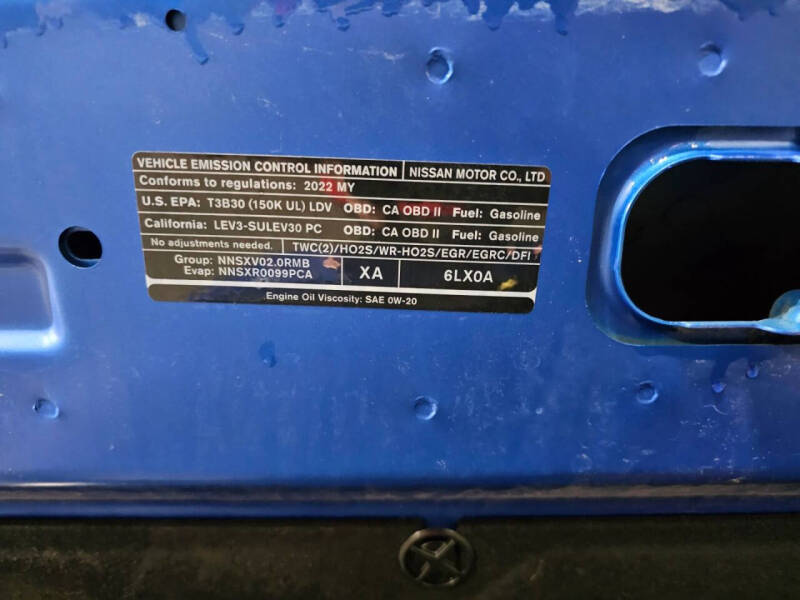 VEHICLE EMISSION CONTROL INFORMATION NISSAN MOTOR CO., LTD
Conforms to regulations: 2022 MY
U.S. EPA: T3B30 (150K UL) LDV OBD: CA OBD II Fuel: Gasoline
California: LEV3-SULEV30 PC OBD: CA OBD II Fuel: Gasoline
No adjustments needed. TWC(2)/HO2S/WR-HO2S/EGR/EGRC/DFI
Group: NNSXV02.0RMB
Evap: NNSXR0099PCA XA 6LX0A
Engine Oil Viscosity: SAE 0W-20